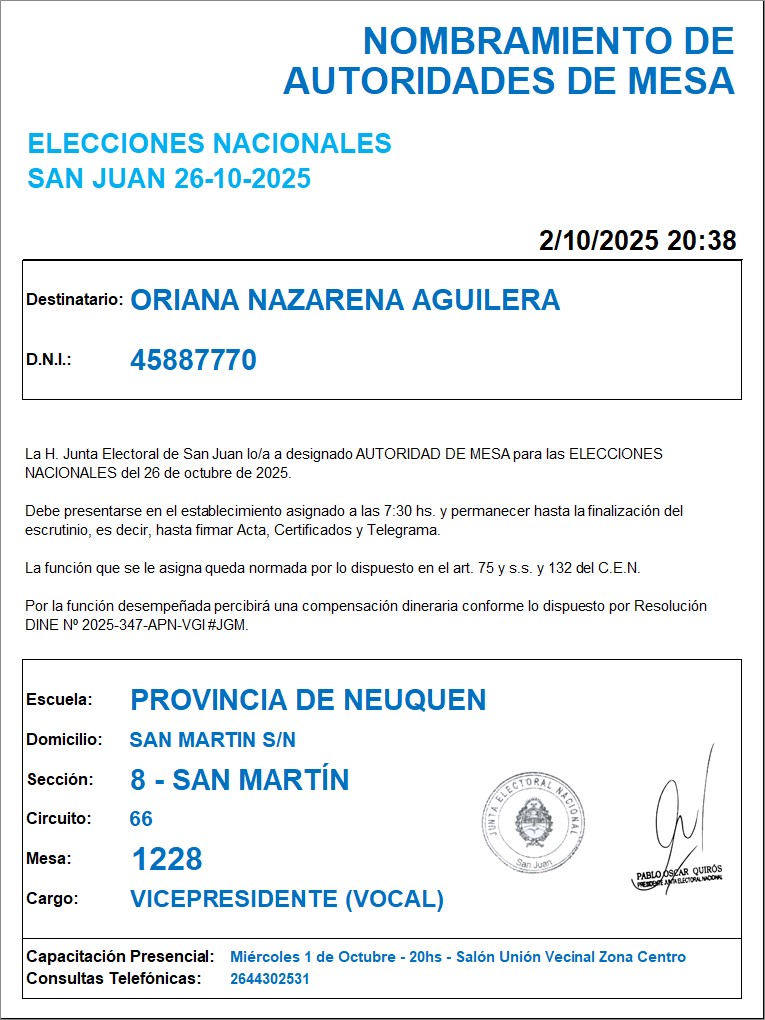 NOMBRAMIENTO DE
AUTORIDADES DE MESA
ELECCIONES NACIONALES
SAN JUAN 26-10-2025
2/10/2025 20:38
Destinatario: ORIANA NAZARENA AGUILERA
D.N.I.: 45887770
La H. Junta Electoral de San Juan lo/a a designado AUTORIDAD DE MESA para las ELECCIONES
NACIONALES del 26 de octubre de 2025.
Debe presentarse en el establecimiento asignado a las 7:30 hs. y permanecer hasta la finalización del
escrutinio, es decir, hasta firmar Acta, Certificados y Telegrama.
La función que se le asigna queda normada por lo dispuesto en el art. 75 y s.s. y 132 del C.E.N.
Por la función desempeñada percibirá una compensación dineraria conforme lo dispuesto por Resolución
DINE Nº 2025-347-APN-VGI#JGM.
Escuela: PROVINCIA DE NEUQUEN
Domicilio: SAN MARTIN S/N
Sección: 8 - SAN MARTÍN
Circuito: 66
Mesa: 1228
Cargo: VICEPRESIDENTE (VOCAL)
JUNTA ELECTORAL NACIONAL
San Juan
PABLO OSCAR QUIRÓS
PRESIDENTE JUNTA ELECTORAL NACIONAL
Capacitación Presencial: Miércoles 1 de Octubre - 20hs - Salón Unión Vecinal Zona Centro
Consultas Telefónicas: 2644302531